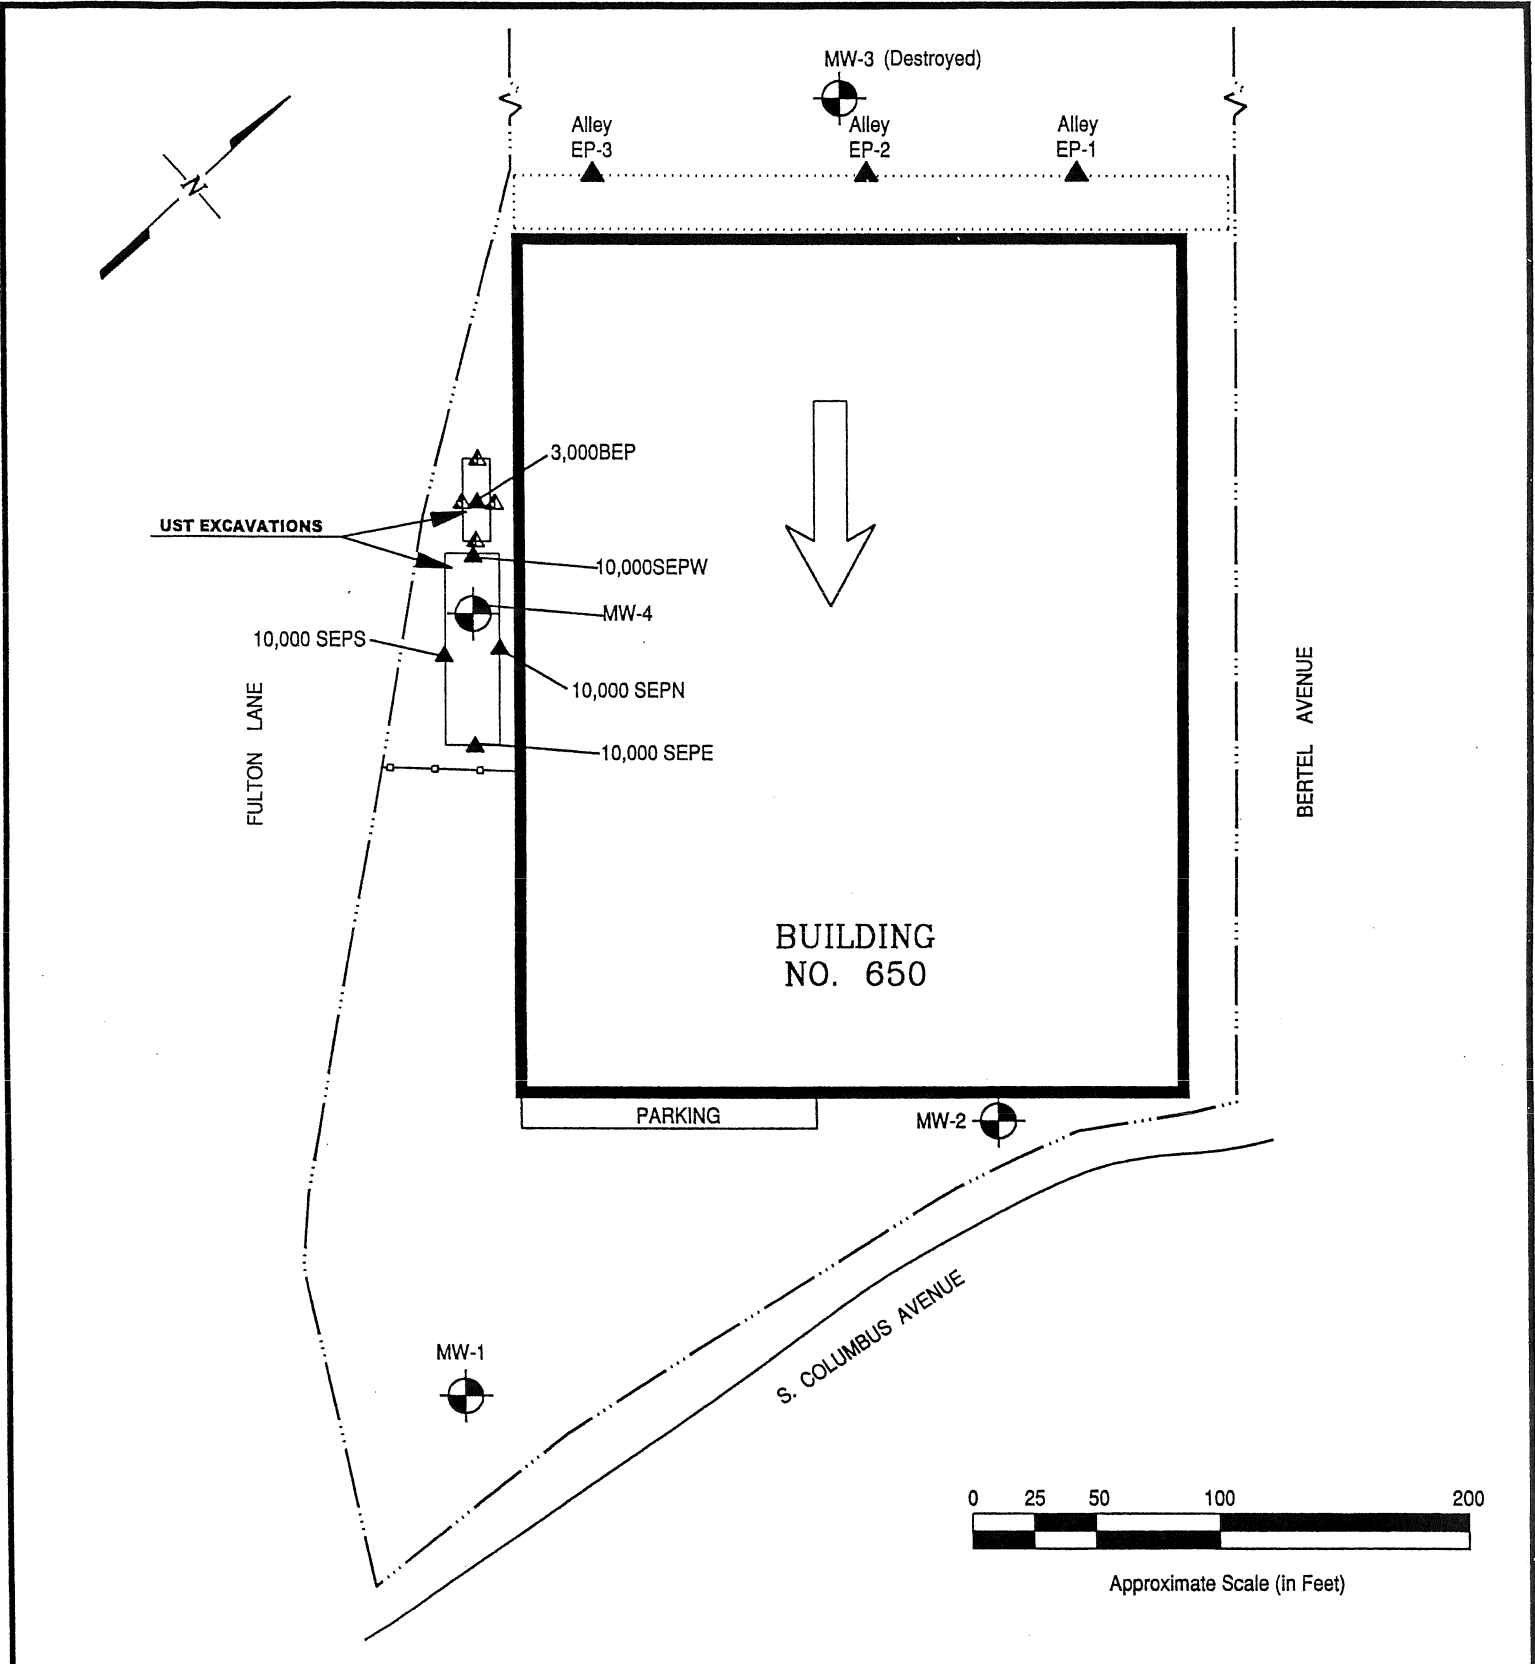 MW-3 (Destroyed)
Alley
EP-3
Alley
EP-2
Alley
EP-1
N
3,000BEP
UST EXCAVATIONS
10,000SEPW
MW-4
10,000 SEPS
10,000 SEPN
10,000 SEPE
FULTON LANE
BERTEL AVENUE
BUILDING
NO. 650
PARKING
MW-2
S. COLUMBUS AVENUE
MW-1
0 25 50 100 200
Approximate Scale (in Feet)